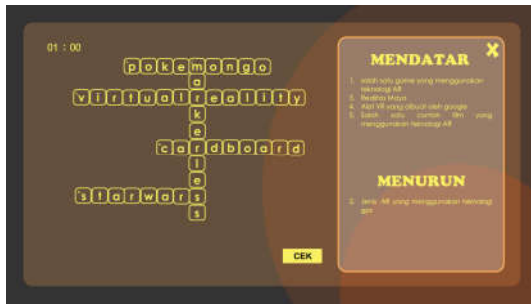 01 : 00
pokemongo
virtualreality
markerless
cardboard
starwars
CEK
X
MENDATAR
1. salah satu game yang menggunakan
teknologi AR
3. Realitas Maya
4. Alat VR yang dibuat oleh google
5. Salah satu contoh film yang
menggunakan teknologi AR
MENURUN
2. Jenis AR yang menggunakan teknologi
gps